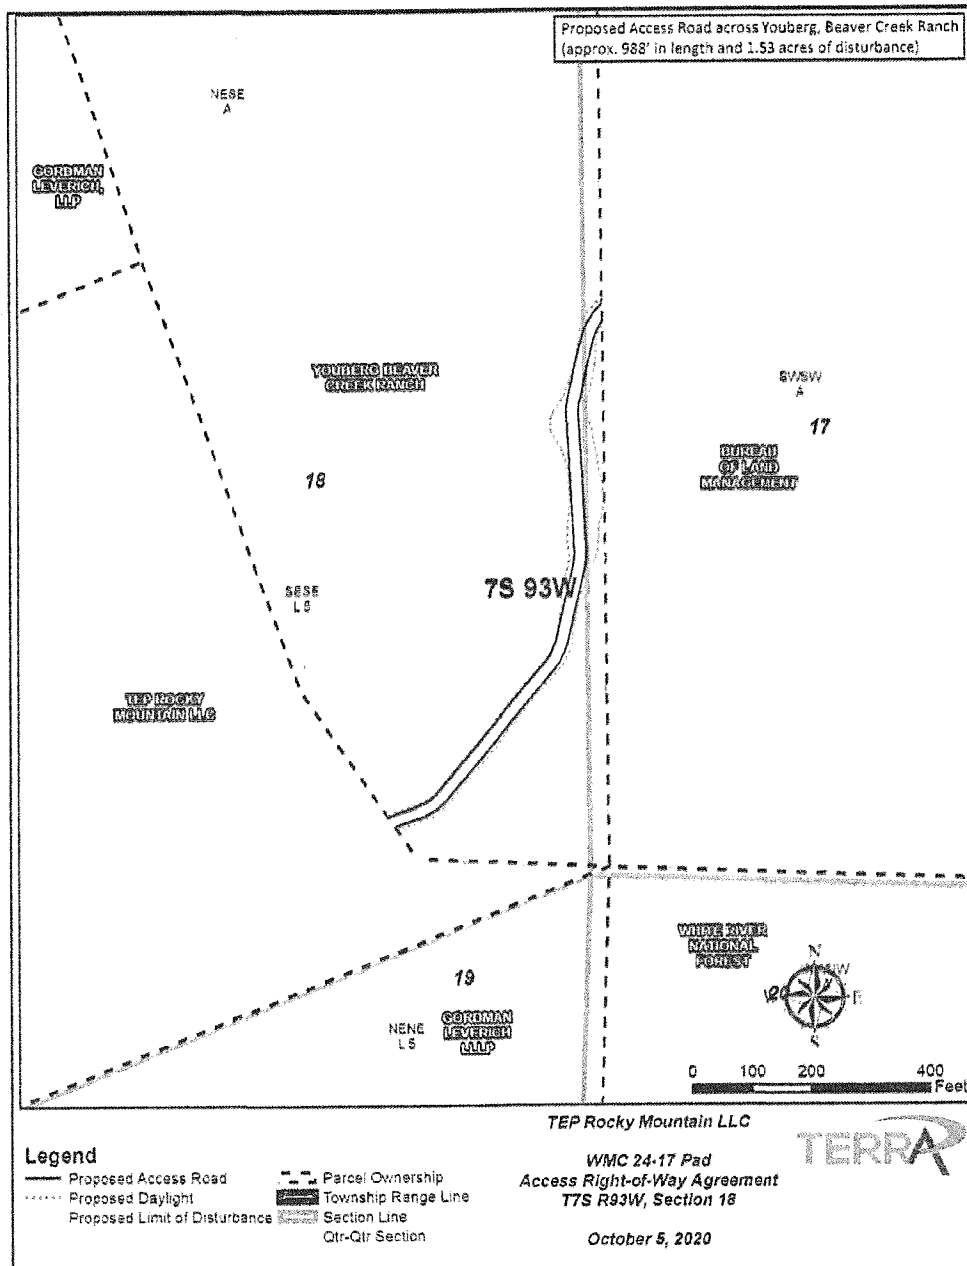 Proposed Access Road across Youberg, Beaver Creek Ranch
(approx. 988' in length and 1.53 acres of disturbance)
NESE
A
GORDMAN
LEVERICH,
LLP
YOUBERG BEAVER
CREEK RANCH
SWSW
A
17
BUREAU
OF LAND
MANAGEMENT
18
7S 93W
SESE
TEP ROCKY
MOUNTAIN LLC
WHITE RIVER
NATIONAL
FOREST
N
W
E
S
19
NENE
GORDMAN
LEVERICH
LLLP
0 100 200 400
Feet
TEP Rocky Mountain LLC
TERRA
WMC 24-17 Pad
Access Right-of-Way Agreement
T7S R93W, Section 18
October 5, 2020
Legend
Proposed Access Road
Proposed Daylight
Proposed Limit of Disturbance
Parcel Ownership
Township Range Line
Section Line
Qtr-Qtr Section